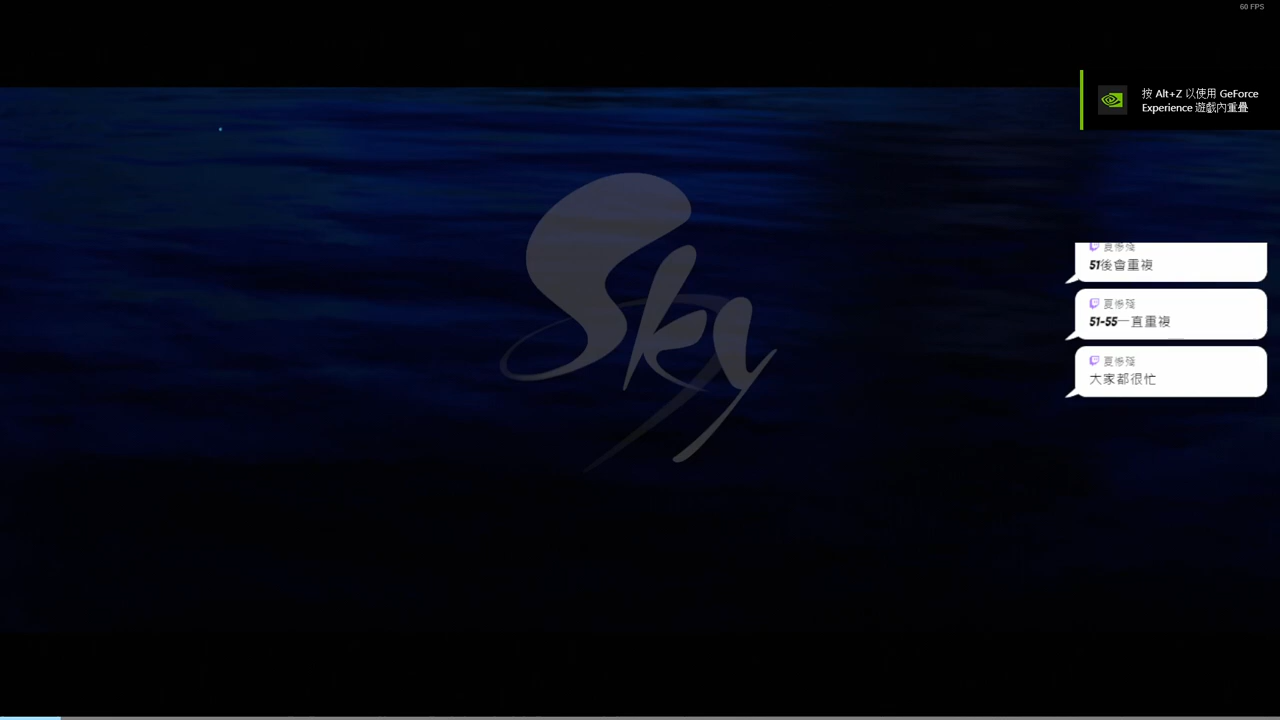 60 FPS
按 Alt+Z 以使用 GeForce
Experience 遊戲內重疊
Sky
51後會重複
51-55一直重複
大家都很忙